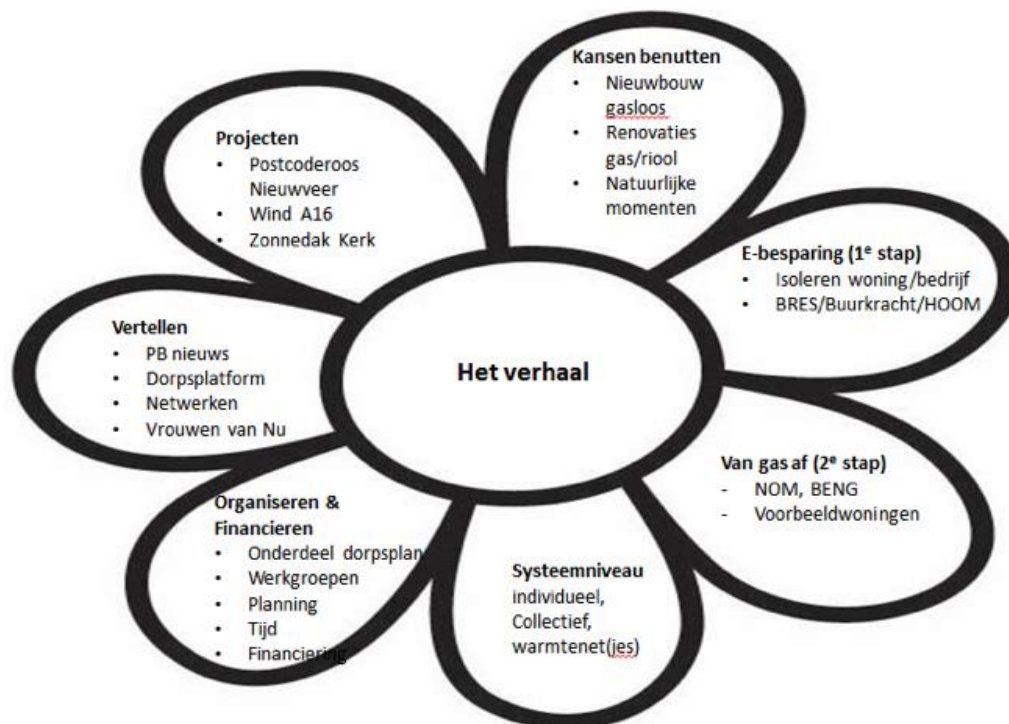 Kansen benutten
• Nieuwbouw
gasloos
• Renovaties
gas/riool
• Natuurlijke
momenten
Projecten
• Postcoderoos
Nieuwveer
• Wind A16
• Zonnedak Kerk
E-besparing (1e stap)
• Isoleren woning/bedrijf
• BRES/Buurkracht/HOOM
Vertellen
• PB nieuws
• Dorpsplatform
• Netwerken
• Vrouwen van Nu
Het verhaal
Van gas af (2e stap)
- NOM, BENG
- Voorbeeldwoningen
Organiseren &
Financieren
• Onderdeel dorpsplan
• Werkgroepen
• Planning
• Tijd
• Financiering
Systeemniveau
individueel,
Collectief,
warmtenet(jes)